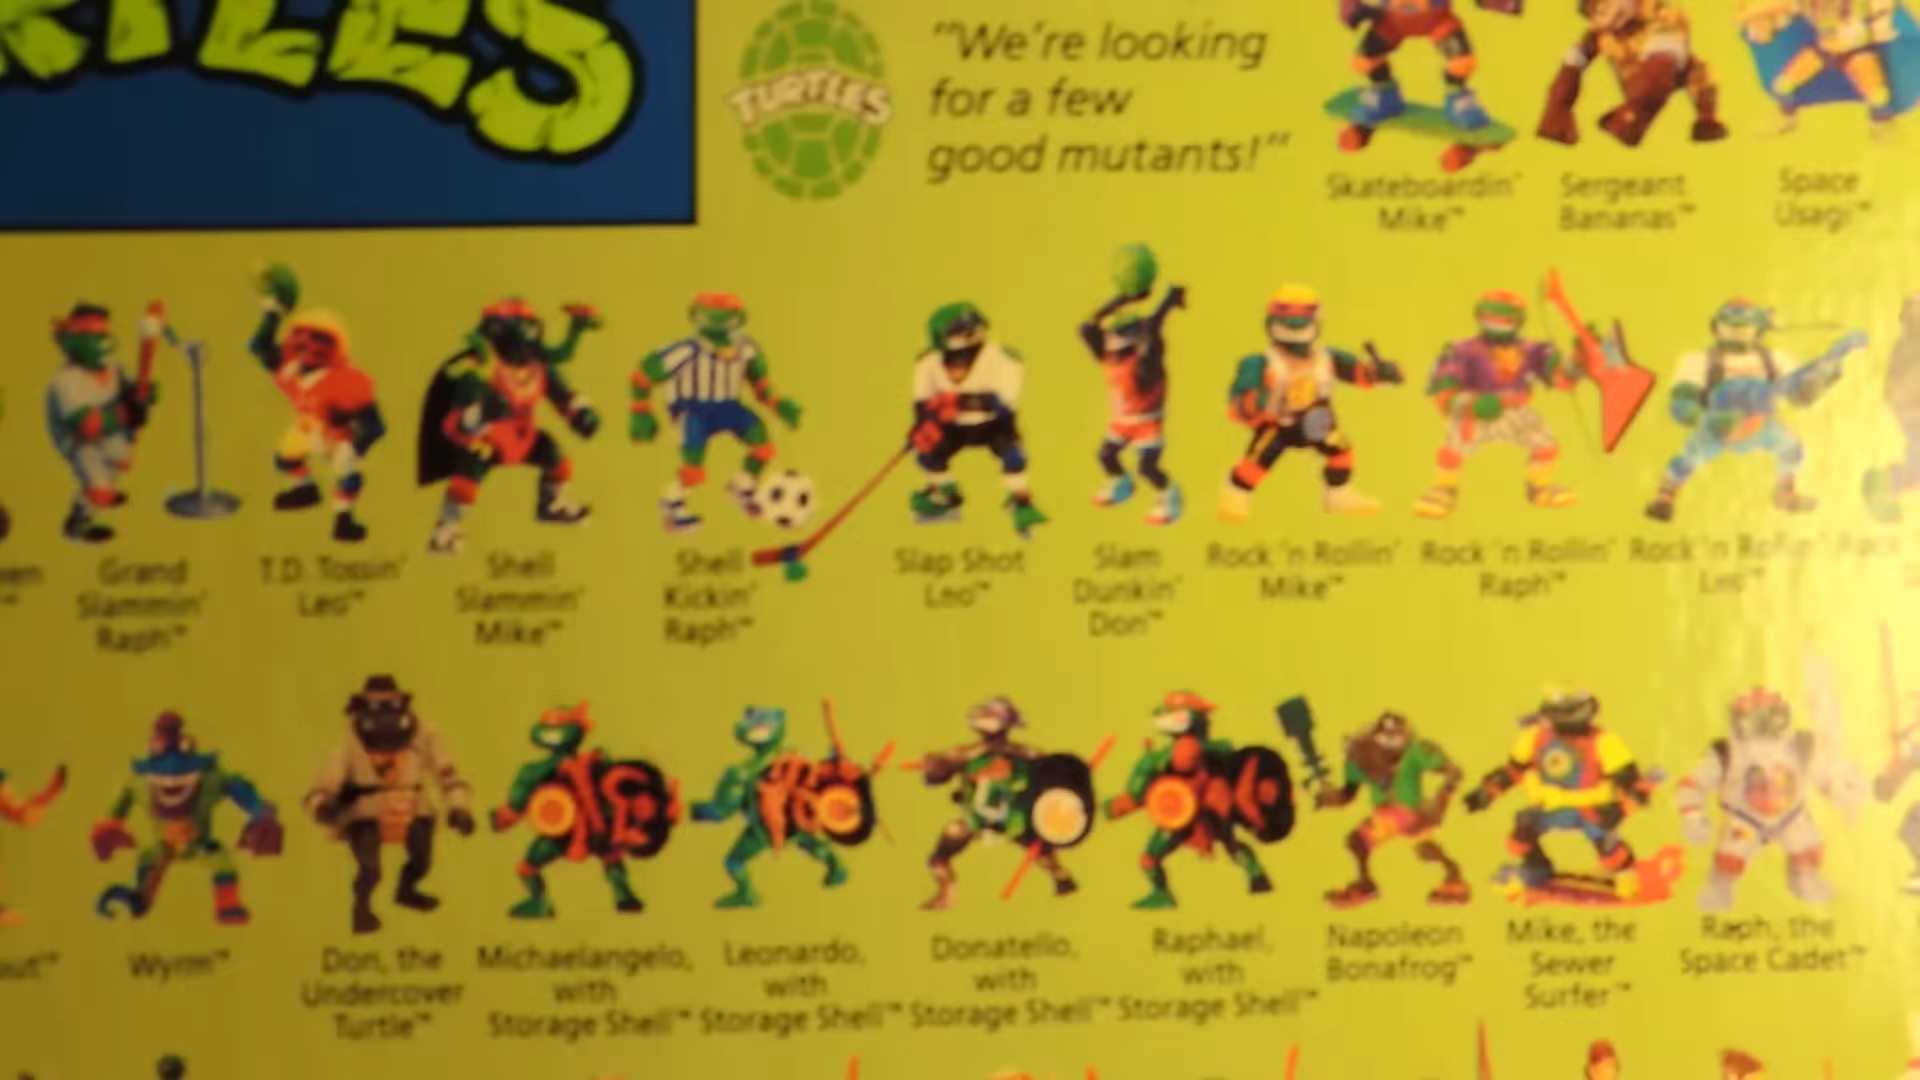 TURTLES
"We're looking
for a few
good mutants!"
Skateboardin'
Mike™
Sergeant
Bananas™
Space
Usagi™
Grand
Slammin'
Raph™
T.D. Tossin'
Leo™
Shell
Slammin'
Mike™
Shell
Kickin'
Raph™
Slap Shot
Leo™
Slam
Dunkin'
Don™
Rock 'n Rollin'
Mike™
Rock 'n Rollin'
Raph™
Rock 'n Rollin'
Leo™
Wyrm™
Don, the
Undercover
Turtle™
Michaelangelo,
with
Storage Shell™
Leonardo,
with
Storage Shell™
Donatello,
with
Storage Shell™
Raphael,
with
Storage Shell™
Napoleon
Bonafrog™
Mike, the
Sewer
Surfer™
Raph, the
Space Cadet™